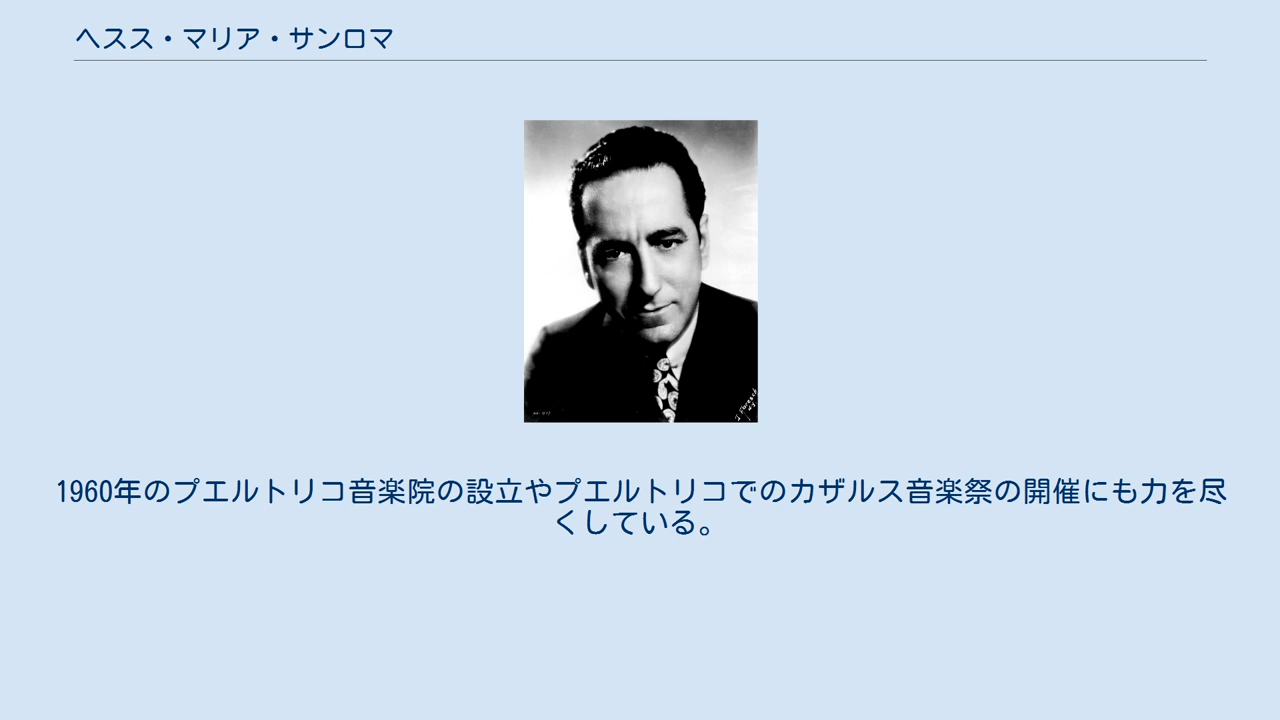 ヘスス・マリア・サンロマ
1960年のプエルトリコ音楽院の設立やプエルトリコでのカザルス音楽祭の開催にも力を尽
くしている。